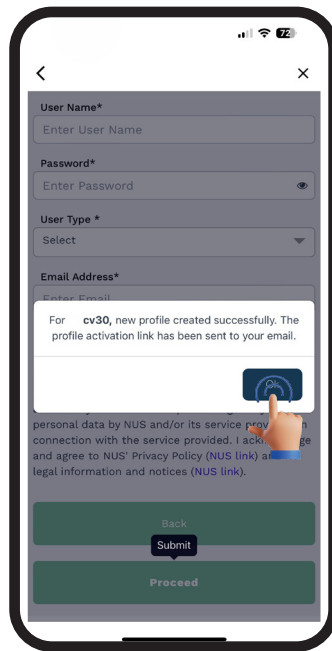 72
User Name*
Enter User Name
Password*
Enter Password
User Type *
Select
Email Address*
Enter Email
For cv30, new profile created successfully. The
profile activation link has been sent to your email.
Ok
personal data by NUS and/or its service
connection with the service provided. I
and agree to NUS' Privacy Policy (NUS link)
legal information and notices (NUS link).
Back
Submit
Proceed